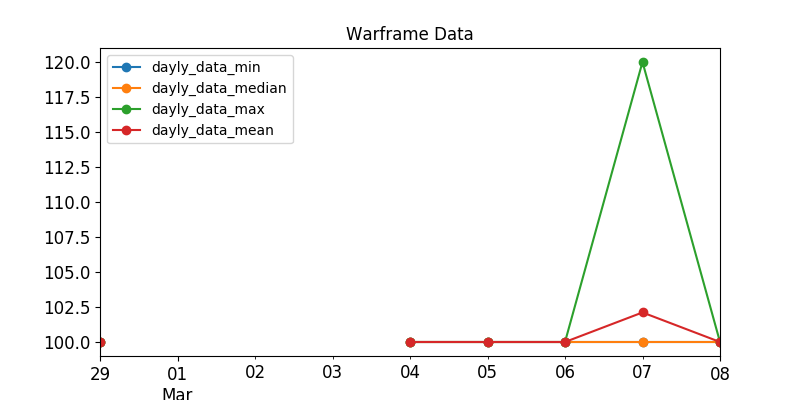 Warframe Data
dayly_data_min
dayly_data_median
dayly_data_max
dayly_data_mean
120.0
117.5
115.0
112.5
110.0
107.5
105.0
102.5
100.0
29 01 02 03 04 05 06 07 08
Mar